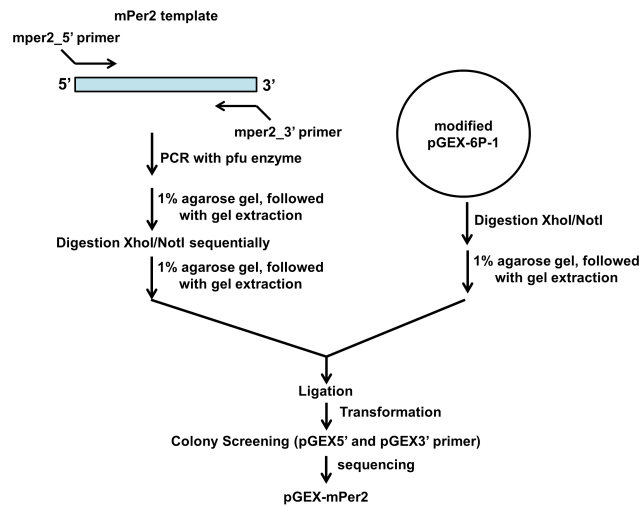 mPer2 template
mper2_5' primer
5'
3'
mper2_3' primer
PCR with pfu enzyme
1% agarose gel, followed
with gel extraction
Digestion XhoI/NotI sequentially
1% agarose gel, followed
with gel extraction
modified
pGEX-6P-1
Digestion XhoI/NotI
1% agarose gel, followed
with gel extraction
Ligation
Transformation
Colony Screening (pGEX5' and pGEX3' primer)
sequencing
pGEX-mPer2